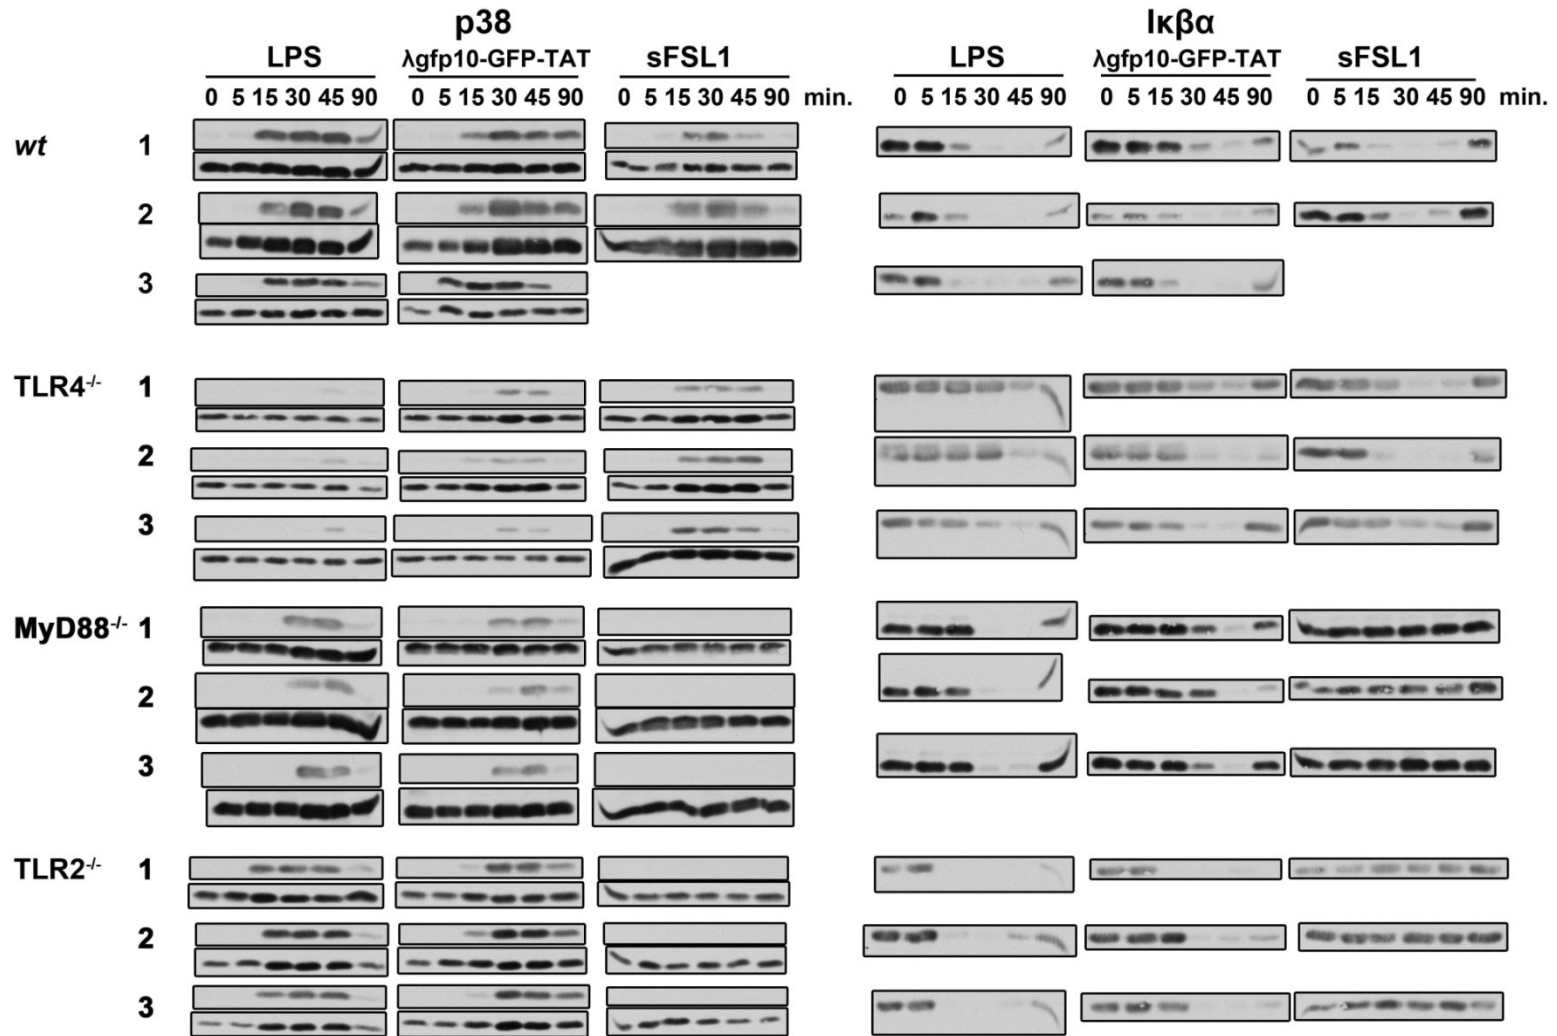 p38 Iκβα
LPS λgfp10-GFP-TAT sFSL1 LPS λgfp10-GFP-TAT sFSL1
0 5 15 30 45 90 0 5 15 30 45 90 0 5 15 30 45 90 min. 0 5 15 30 45 90 0 5 15 30 45 90 0 5 15 30 45 90 min.
wt 1
2
3
TLR4-/- 1
2
3
MyD88-/- 1
2
3
TLR2-/- 1
2
3